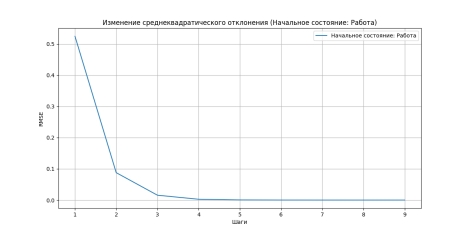 Изменение среднеквадратического отклонения (Начальное состояние: Работа)
Начальное состояние: Работа
RMSE
0.5
0.4
0.3
0.2
0.1
0.0
1 2 3 4 5 6 7 8 9
Шаги